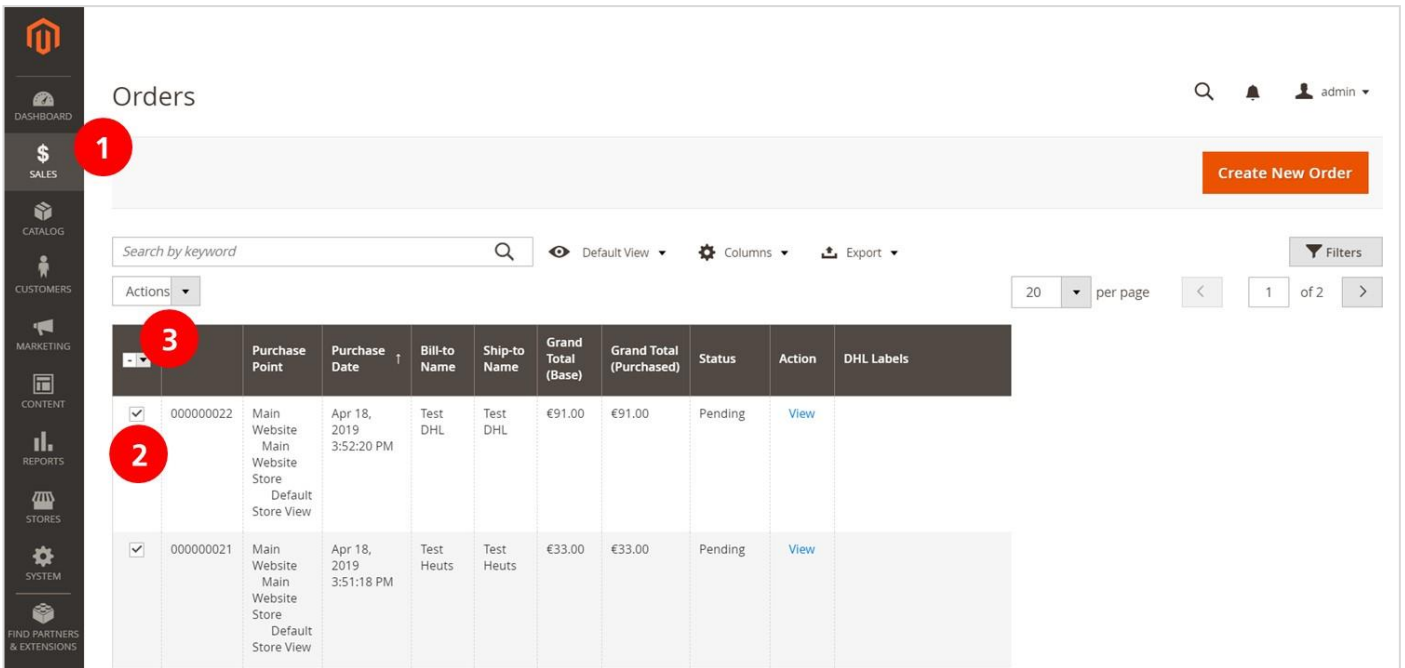 DASHBOARD
$
SALES
CATALOG
CUSTOMERS
MARKETING
CONTENT
REPORTS
STORES
SYSTEM
FIND PARTNERS
& EXTENSIONS
Orders
admin
1
Create New Order
Search by keyword
Default View
Columns
Export
Filters
Actions
20 per page
1 of 2
3
Purchase Point
Purchase Date ↑
Bill-to Name
Ship-to Name
Grand Total (Base)
Grand Total (Purchased)
Status
Action
DHL Labels
000000022
Main
Website
Main
Website
Store
Default
Store View
Apr 18,
2019
3:52:20 PM
Test
DHL
Test
DHL
€91.00
€91.00
Pending
View
2
000000021
Main
Website
Main
Website
Store
Default
Store View
Apr 18,
2019
3:51:18 PM
Test
Heuts
Test
Heuts
€33.00
€33.00
Pending
View